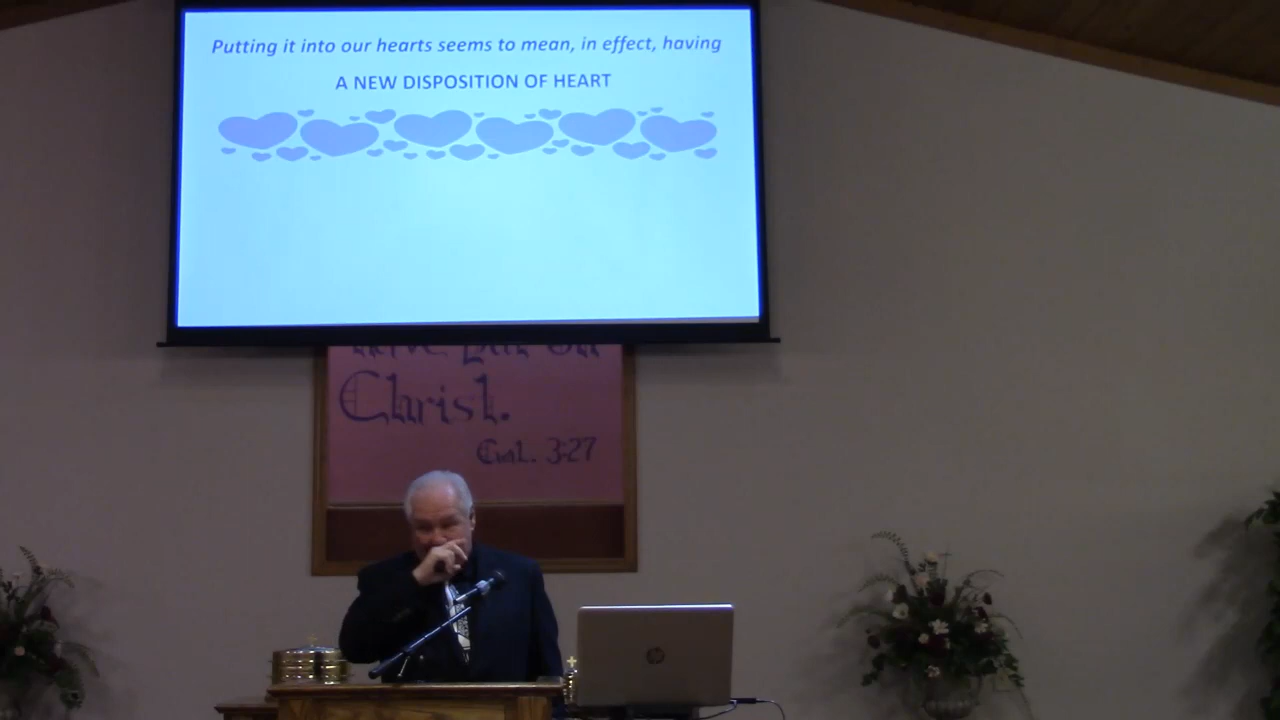 Putting it into our hearts seems to mean, in effect, having
A NEW DISPOSITION OF HEART
Christ.
Gal. 3:27
hp